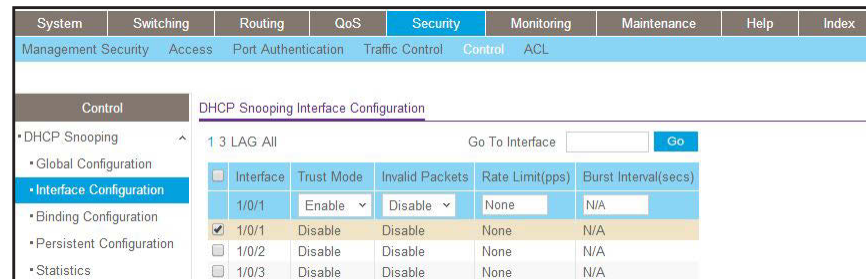 System Switching Routing QoS Security Monitoring Maintenance Help Index
Management Security Access Port Authentication Traffic Control Control ACL
Control
DHCP Snooping
Global Configuration
Interface Configuration
Binding Configuration
Persistent Configuration
Statistics
DHCP Snooping Interface Configuration
1 3 LAG All Go To Interface Go
Interface Trust Mode Invalid Packets Rate Limit(pps) Burst Interval(secs)
1/0/1 Enable Disable None N/A
1/0/1 Disable Disable None N/A
1/0/2 Disable Disable None N/A
1/0/3 Disable Disable None N/A